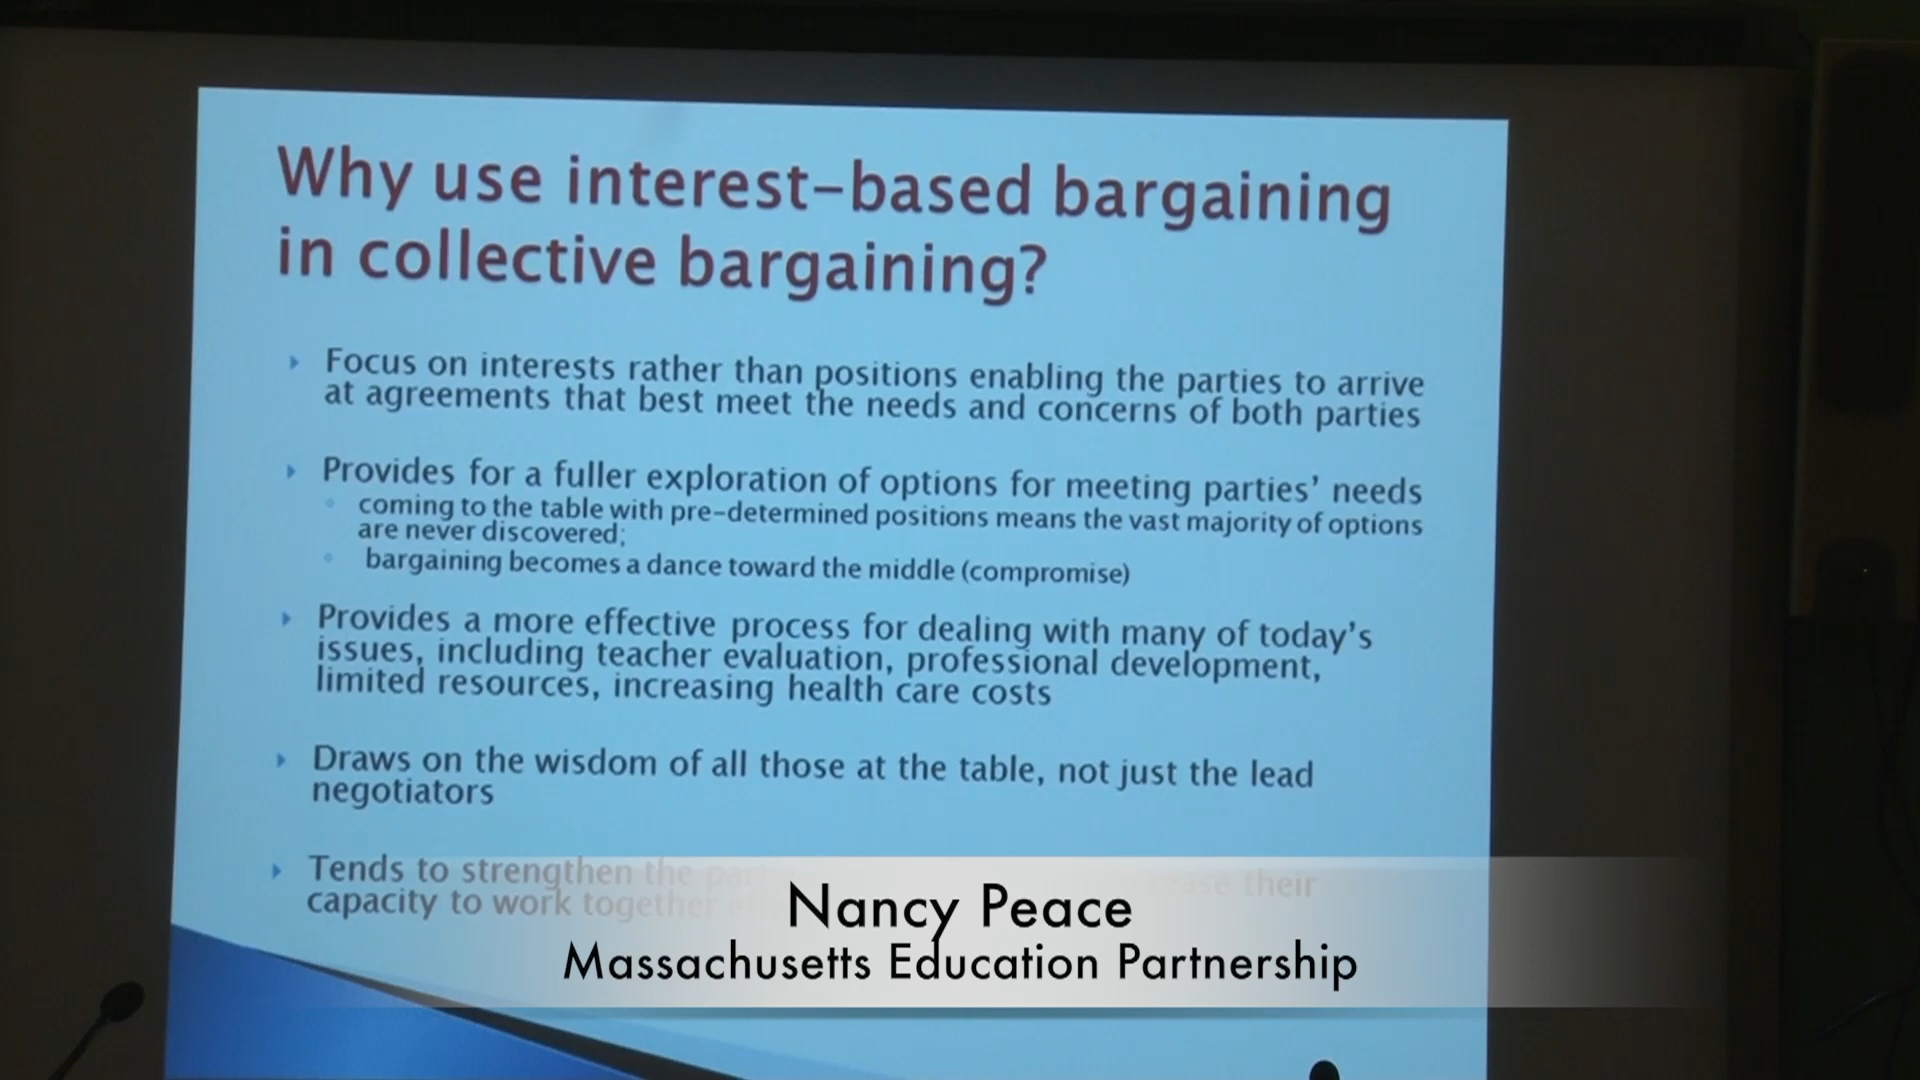 Why use interest-based bargaining
in collective bargaining?
Focus on interests rather than positions enabling the parties to arrive
at agreements that best meet the needs and concerns of both parties
Provides for a fuller exploration of options for meeting parties' needs
coming to the table with pre-determined positions means the vast majority of options
are never discovered;
bargaining becomes a dance toward the middle (compromise)
Provides a more effective process for dealing with many of today's
issues, including teacher evaluation, professional development,
limited resources, increasing health care costs
Draws on the wisdom of all those at the table, not just the lead
negotiators
Tends to strengthen the their
capacity to work together
Nancy Peace
Massachusetts Education Partnership